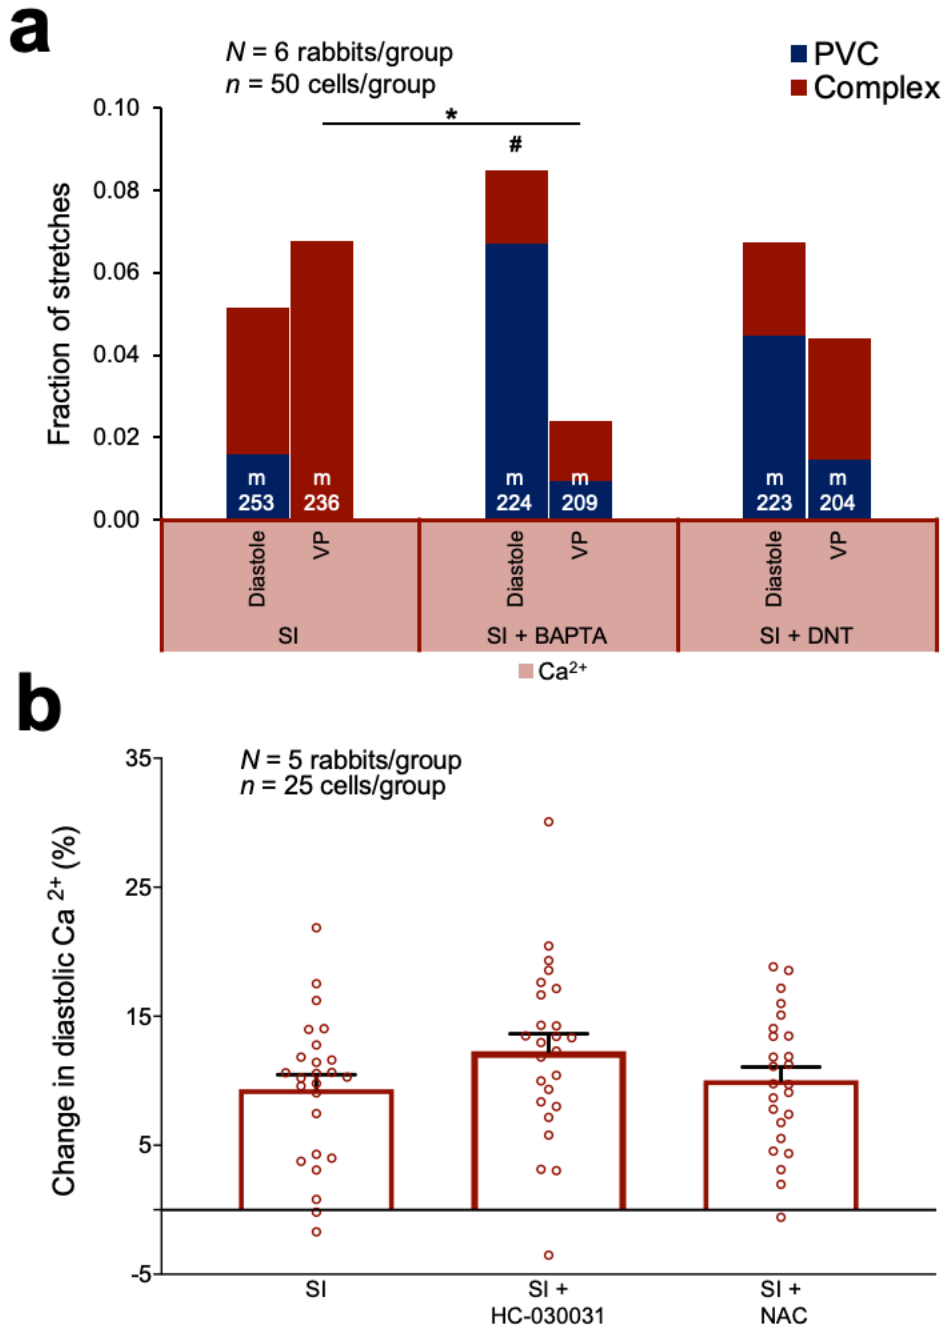 a
N = 6 rabbits/group
n = 50 cells/group
PVC
Complex
*
#
0.10
0.08
0.06
0.04
0.02
0.00
Fraction of stretches
m 253
m 236
m 224
m 209
m 223
m 204
Diastole
VP
Diastole
VP
Diastole
VP
SI
SI + BAPTA
SI + DNT
Ca²⁺
b
N = 5 rabbits/group
n = 25 cells/group
35
25
15
5
-5
Change in diastolic Ca ²⁺ (%)
SI
SI +
HC-030031
SI +
NAC